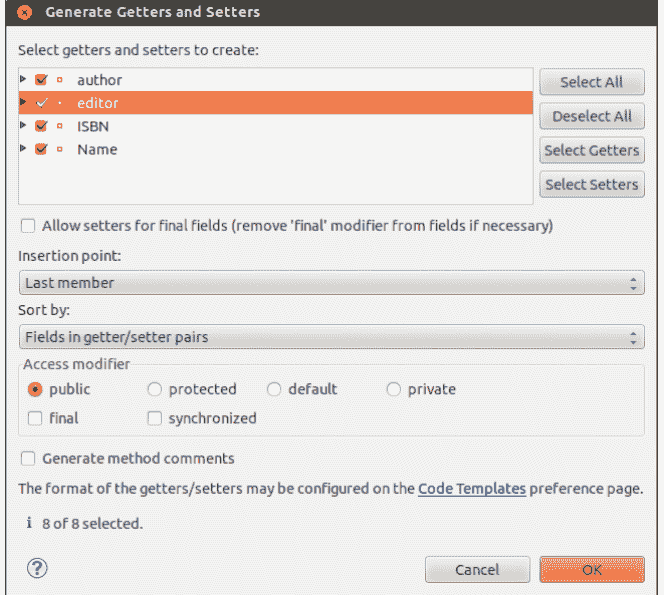 Generate Getters and Setters
Select getters and setters to create:
author
editor
ISBN
Name
Select All
Deselect All
Select Getters
Select Setters
Allow setters for final fields (remove 'final' modifier from fields if necessary)
Insertion point:
Last member
Sort by:
Fields in getter/setter pairs
Access modifier
public protected default private
final synchronized
Generate method comments
The format of the getters/setters may be configured on the Code Templates preference page.
i 8 of 8 selected.
? Cancel OK